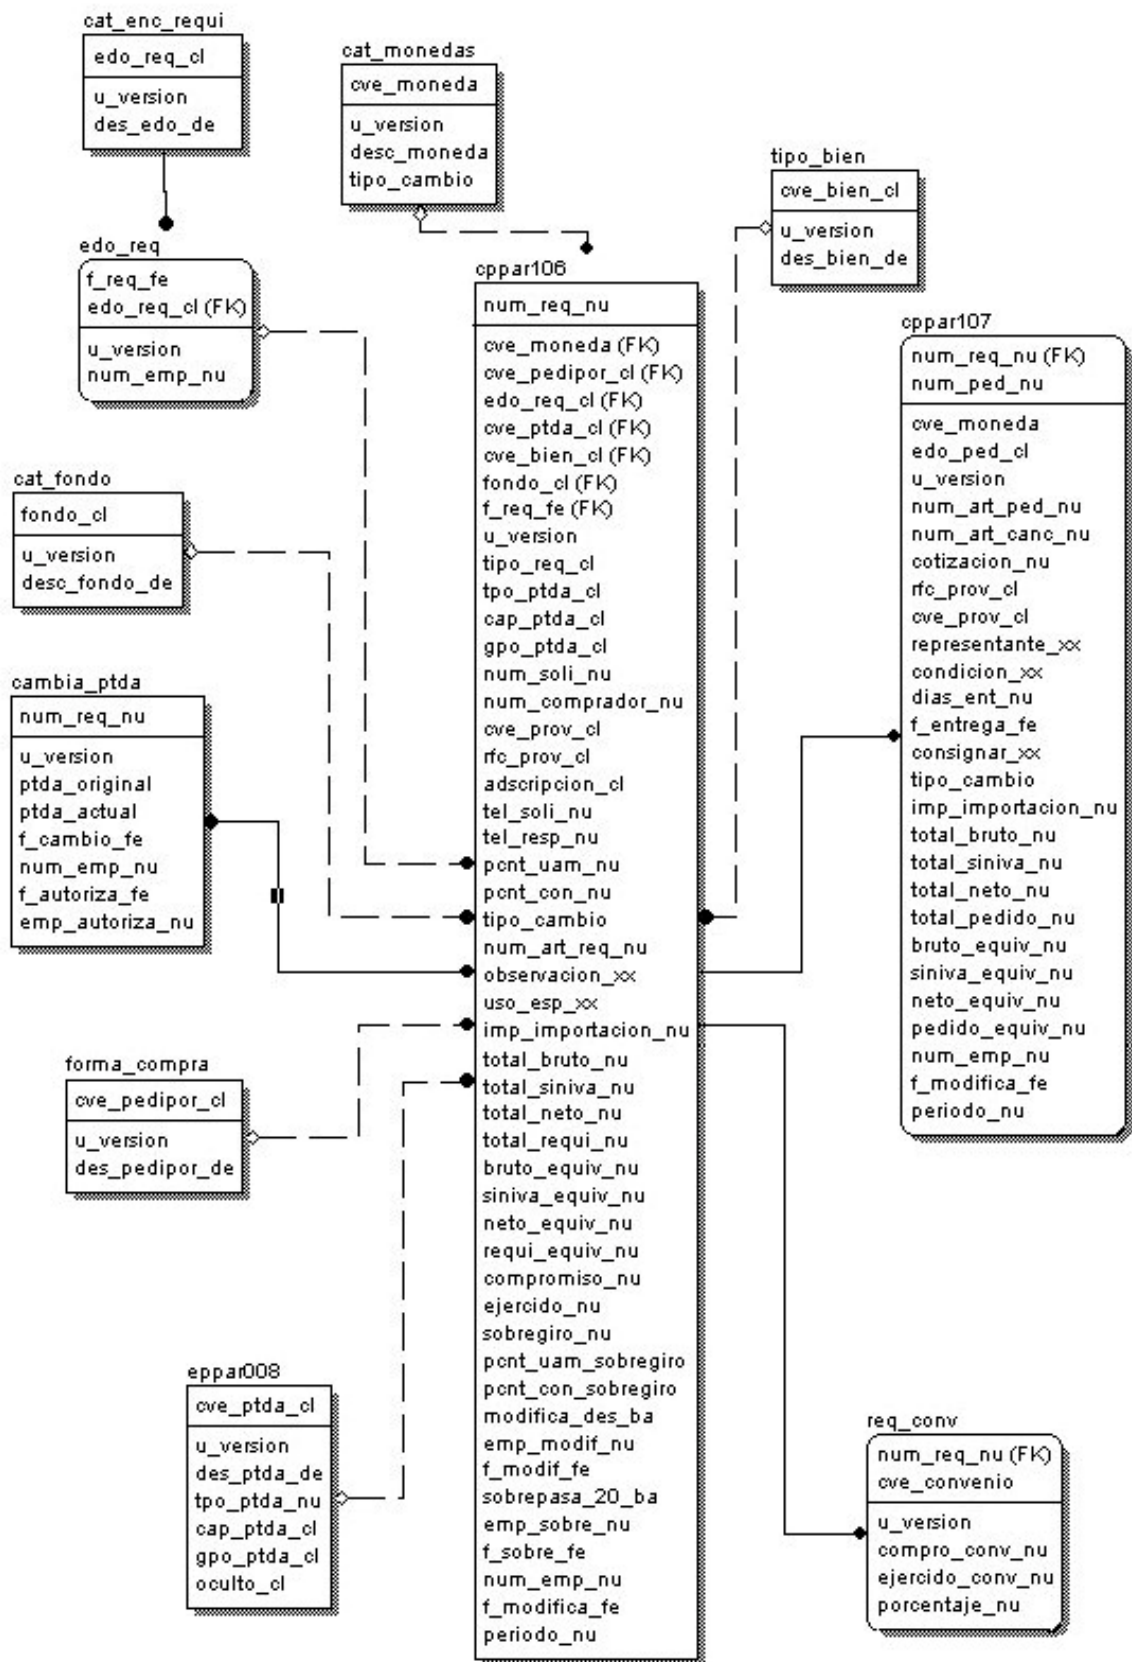 cat_enc_requi
edo_req_cl
u_version
des_edo_de
cat_monedas
cve_moneda
u_version
desc_moneda
tipo_cambio
tipo_bien
cve_bien_cl
u_version
des_bien_de
edo_req
f_req_fe
edo_req_cl (FK)
u_version
num_emp_nu
cat_fondo
fondo_cl
u_version
desc_fondo_de
cambia_ptda
num_req_nu
u_version
ptda_original
ptda_actual
f_cambio_fe
num_emp_nu
f_autoriza_fe
emp_autoriza_nu
forma_compra
cve_pedipor_cl
u_version
des_pedipor_de
eppar008
cve_ptda_cl
u_version
des_ptda_de
tpo_ptda_nu
cap_ptda_cl
gpo_ptda_cl
oculto_cl
cppar106
num_req_nu
cve_moneda (FK)
cve_pedipor_cl (FK)
edo_req_cl (FK)
cve_ptda_cl (FK)
cve_bien_cl (FK)
fondo_cl (FK)
f_req_fe (FK)
u_version
tipo_req_cl
tpo_ptda_cl
cap_ptda_cl
gpo_ptda_cl
num_soli_nu
num_comprador_nu
cve_prov_cl
rfc_prov_cl
adscripcion_cl
tel_soli_nu
tel_resp_nu
pcnt_uam_nu
pcnt_con_nu
tipo_cambio
num_art_req_nu
observacion_xx
uso_esp_xx
imp_importacion_nu
total_bruto_nu
total_siniva_nu
total_neto_nu
total_requi_nu
bruto_equiv_nu
siniva_equiv_nu
neto_equiv_nu
requi_equiv_nu
compromiso_nu
ejercido_nu
sobregiro_nu
pcnt_uam_sobregiro
pcnt_con_sobregiro
modifica_des_ba
emp_modif_nu
f_modif_fe
sobrepasa_20_ba
emp_sobre_nu
f_sobre_fe
num_emp_nu
f_modifica_fe
periodo_nu
cppar107
num_req_nu (FK)
num_ped_nu
cve_moneda
edo_ped_cl
u_version
num_art_ped_nu
num_art_canc_nu
cotizacion_nu
rfc_prov_cl
cve_prov_cl
representante_xx
condicion_xx
dias_ent_nu
f_entrega_fe
consignar_xx
tipo_cambio
imp_importacion_nu
total_bruto_nu
total_siniva_nu
total_neto_nu
total_pedido_nu
bruto_equiv_nu
siniva_equiv_nu
neto_equiv_nu
pedido_equiv_nu
num_emp_nu
f_modifica_fe
periodo_nu
req_conv
num_req_nu (FK)
cve_convenio
u_version
compro_conv_nu
ejercido_conv_nu
porcentaje_nu